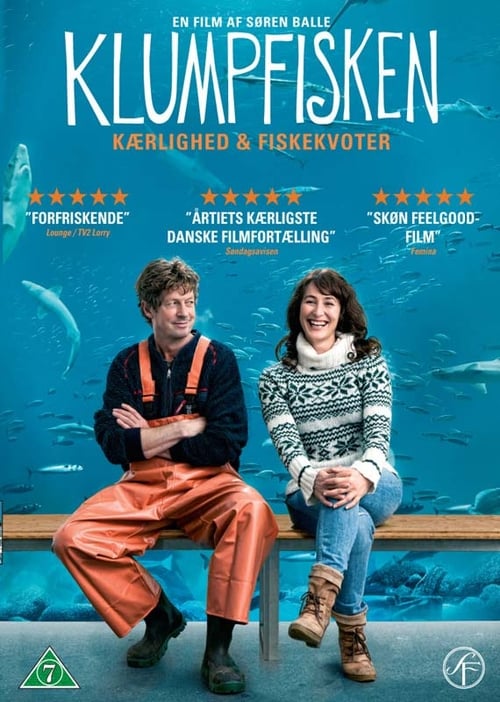 EN FILM AF SØREN BALLE
KLUMPFISKEN
KÆRLIGHED & FISKEKVOTER
"FORFRISKENDE"
Lounge / TV2 Lorry
"ÅRTIETS KÆRLIGSTE
DANSKE FILMFORTÆLLING"
Søndagsavisen
"SKØN FEELGOOD-
FILM"
Femina
7
SF